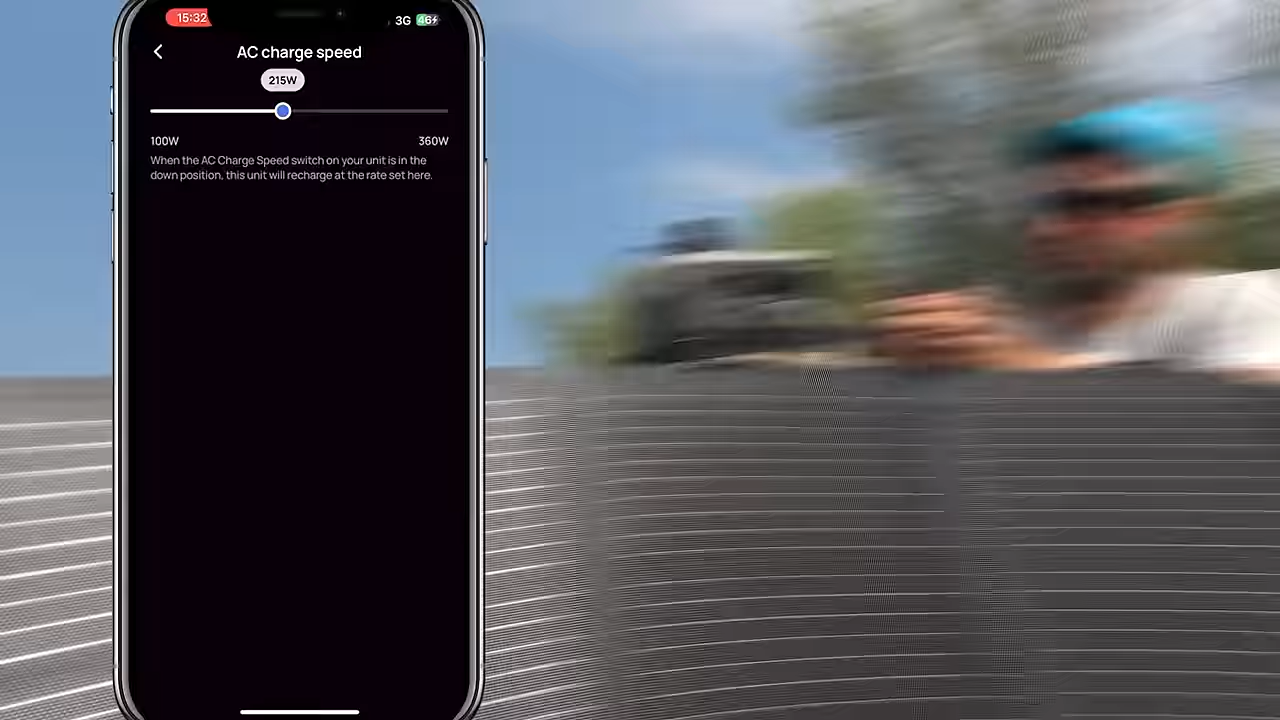 15:32
3G 46
AC charge speed
215W
100W 360W
When the AC Charge Speed switch on your unit is in the
down position, this unit will recharge at the rate set here.